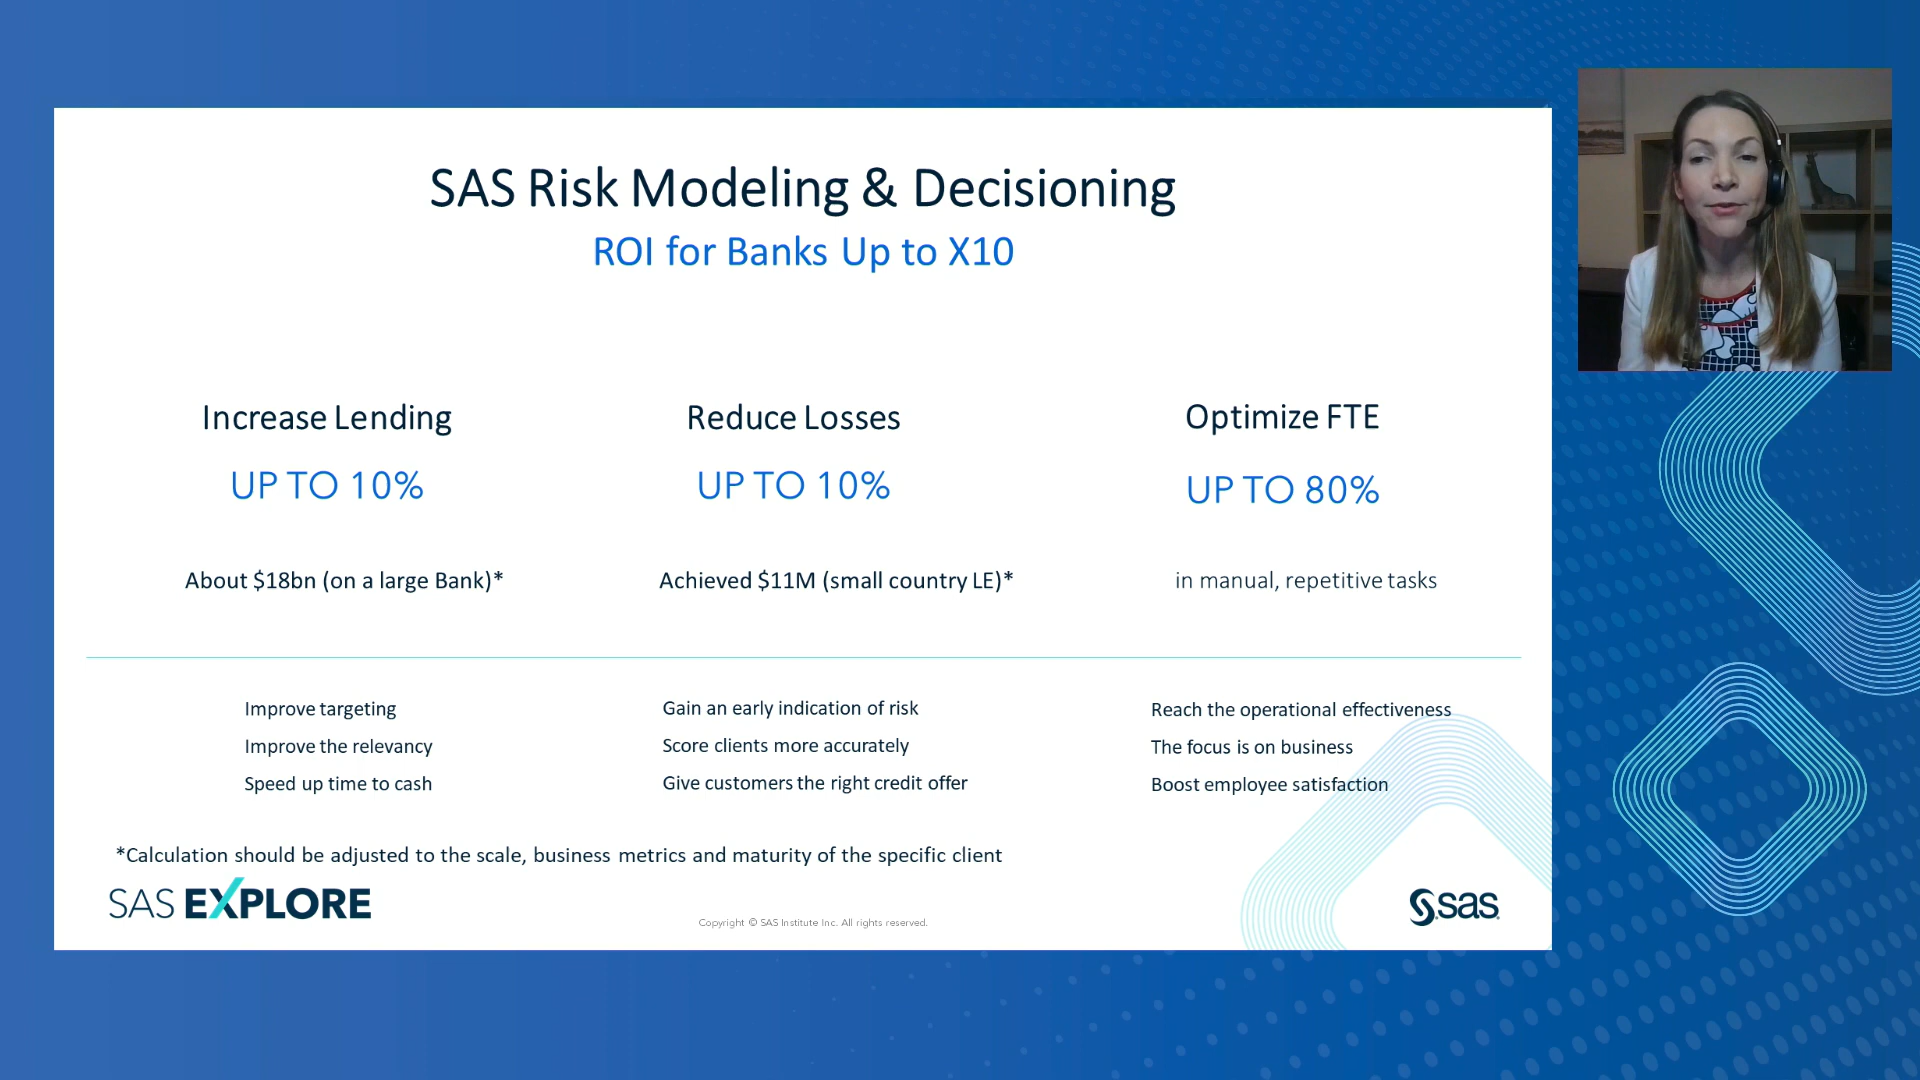 SAS Risk Modeling & Decisioning
ROI for Banks Up to X10
Increase Lending
UP TO 10%
About $18bn (on a large Bank)*
Reduce Losses
UP TO 10%
Achieved $11M (small country LE)*
Optimize FTE
UP TO 80%
in manual, repetitive tasks
Improve targeting
Improve the relevancy
Speed up time to cash
Gain an early indication of risk
Score clients more accurately
Give customers the right credit offer
Reach the operational effectiveness
The focus is on business
Boost employee satisfaction
*Calculation should be adjusted to the scale, business metrics and maturity of the specific client
SAS EXPLORE
Copyright © SAS Institute Inc. All rights reserved.
sas